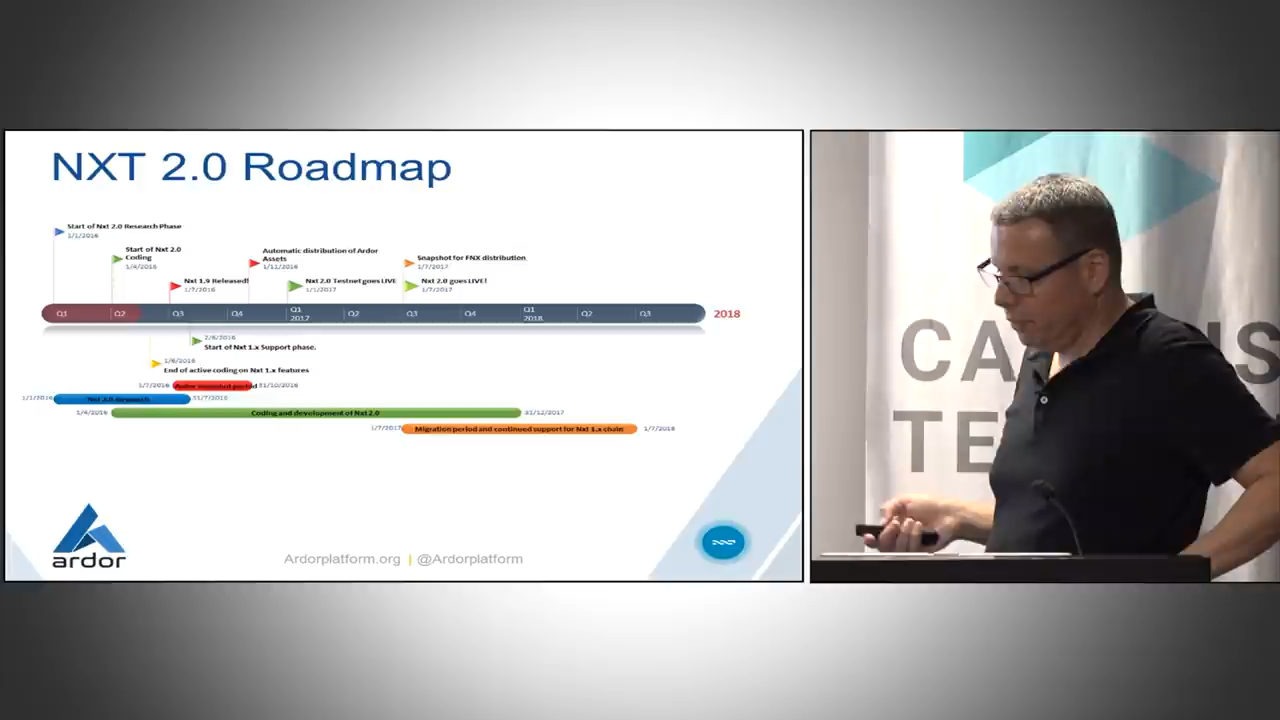 NXT 2.0 Roadmap
Start of Nxt 2.0 Research Phase
1/1/2016
Start of Nxt 2.0
Coding
1/4/2016
Nxt 1.9 Released!
1/7/2016
Automatic distribution of Ardor
Assets
1/11/2016
Nxt 2.0 Testnet goes LIVE
1/1/2017
Snapshot for FNX distribution
1/7/2017
Nxt 2.0 goes LIVE!
1/7/2017
Q1 Q2 Q3 Q4 Q1 2017 Q2 Q3 Q4 Q1 2018 Q2 Q3
2018
2/6/2016
Start of Nxt 1.x Support phase.
1/6/2016
End of active coding on Nxt 1.x features
1/7/2016 Ardor snapshot period 31/10/2016
1/1/2016 Nxt 2.0 Research 31/7/2016
1/4/2016 Coding and development of Nxt 2.0 31/12/2017
1/7/2017 Migration period and continued support for Nxt 1.x chain 1/7/2018
ardor
Ardorplatform.org | @Ardorplatform
CA S
TE